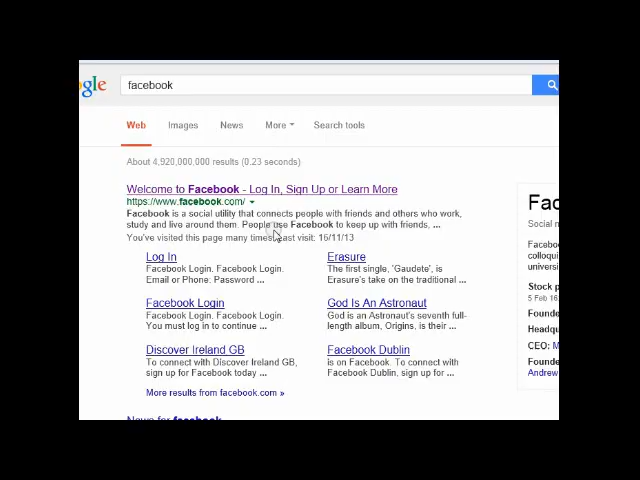 gle facebook
Web Images News More Search tools
About 4,920,000,000 results (0.23 seconds)
Welcome to Facebook - Log In, Sign Up or Learn More
https://www.facebook.com/
Facebook is a social utility that connects people with friends and others who work,
study and live around them. People use Facebook to keep up with friends, ...
You've visited this page many times. Last visit: 16/11/13
Log In
Facebook Login. Facebook Login.
Email or Phone: Password ...
Erasure
The first single, 'Gaudete', is
Erasure's take on the traditional ...
Facebook Login
Facebook Login. Facebook Login.
You must log in to continue ...
God Is An Astronaut
God is an Astronaut's seventh full-
length album, Origins, is their ...
Discover Ireland GB
To connect with Discover Ireland GB,
sign up for Facebook today ...
Facebook Dublin
is on Facebook. To connect with
Facebook Dublin, sign up for ...
More results from facebook.com »
News for facebook
Fa
Social n
Facebo
colloqui
universi
Stock p
5 Feb 16
Founde
Headqu
CEO: M
Founde
Andrew